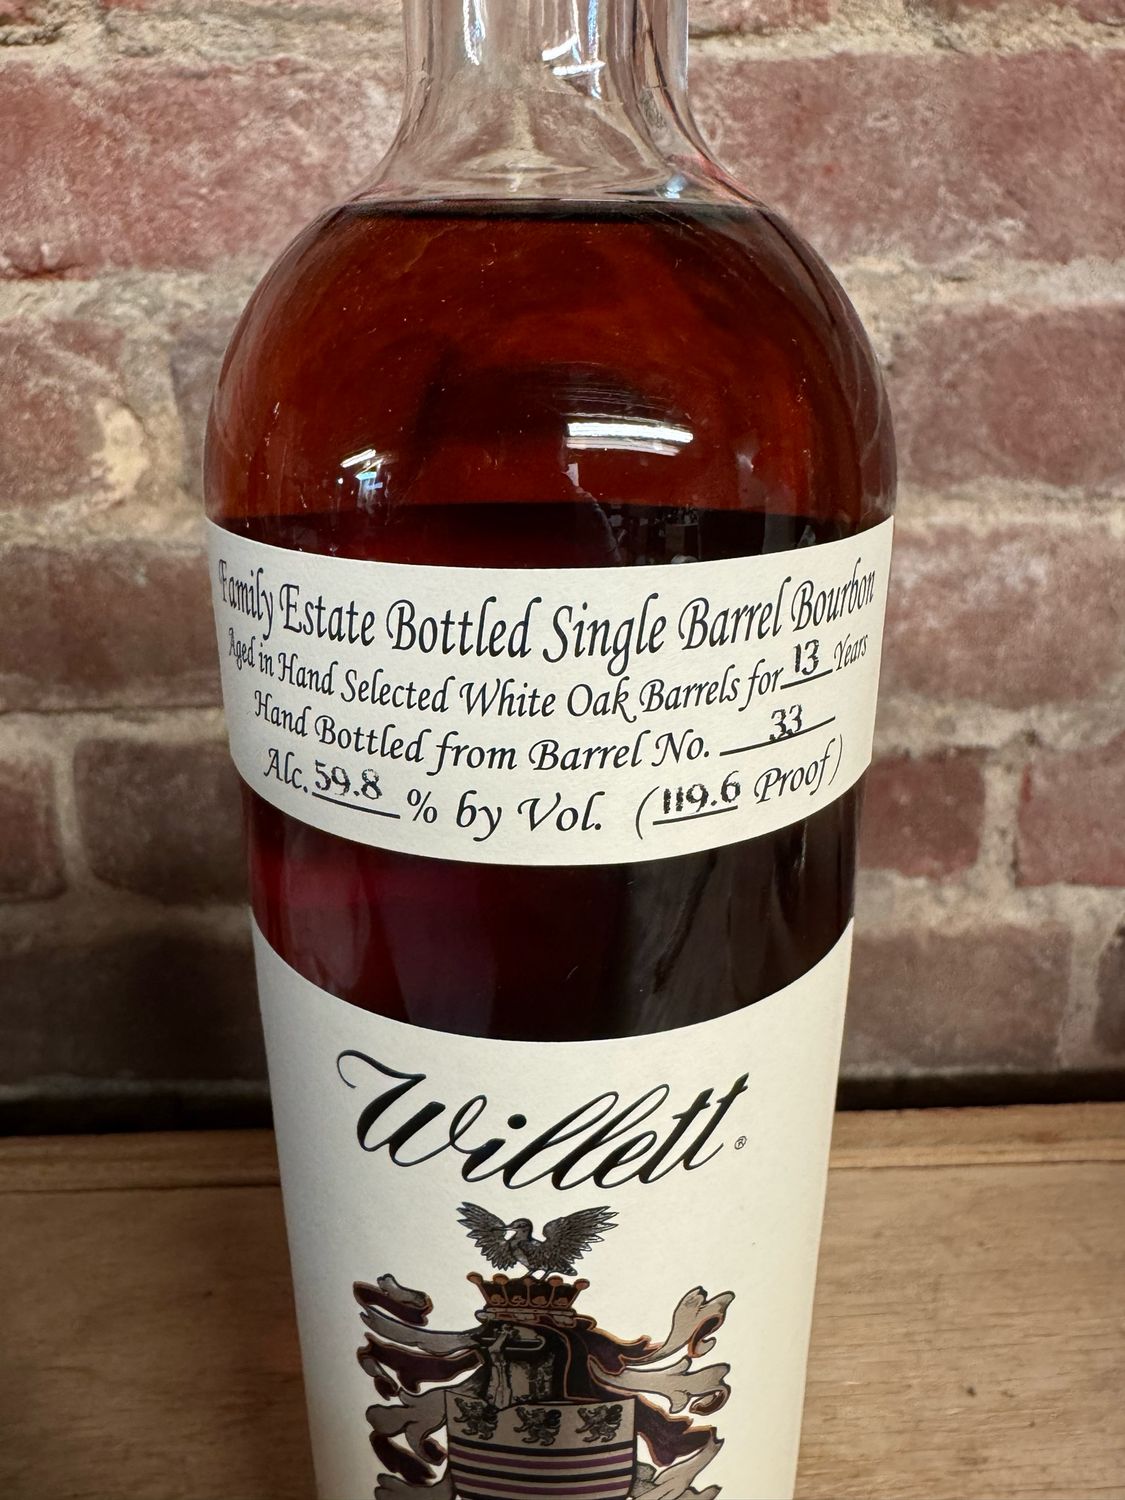 Family Estate Bottled Single Barrel Bourbon
Aged in Hand Selected White Oak Barrels for 13 Years
Hand Bottled from Barrel No. 33
Alc. 59.8 % by Vol. (119.6 Proof)
Willett®